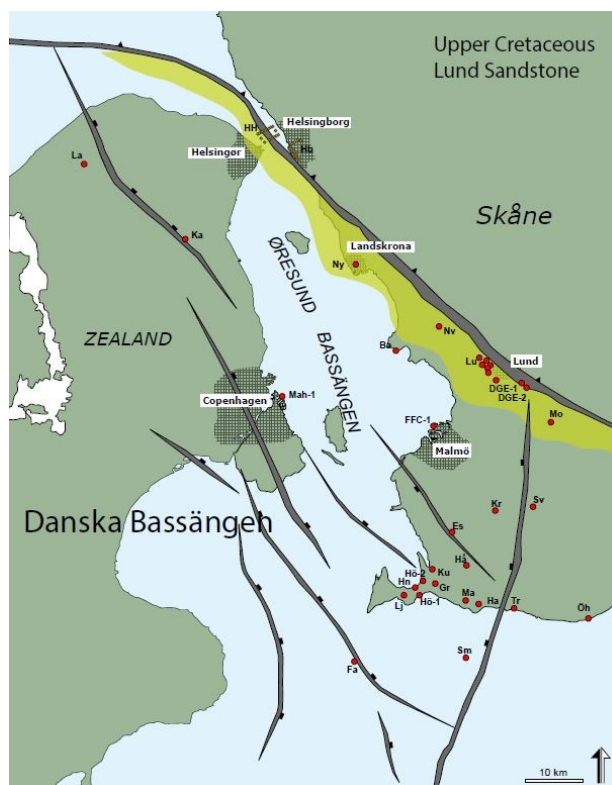 Upper Cretaceous
Lund Sandstone
Helsingborg
HH
Hb
Helsingør
La
Skåne
Ka
Landskrona
Ny
ØRESUND
BASSÄNGEN
ZEALAND
Nv
Ba
Lu
Lund
DGE-1
DGE-2
Copenhagen
Mah-1
FFC-1
Mo
Malmö
Danska Bassängen
Kr
Sv
Es
Hå
Hö-2
Ku
Hn
Gr
Lj
Hö-1
Ma
Ha
Tr
Öh
Fa
Sm
10 km